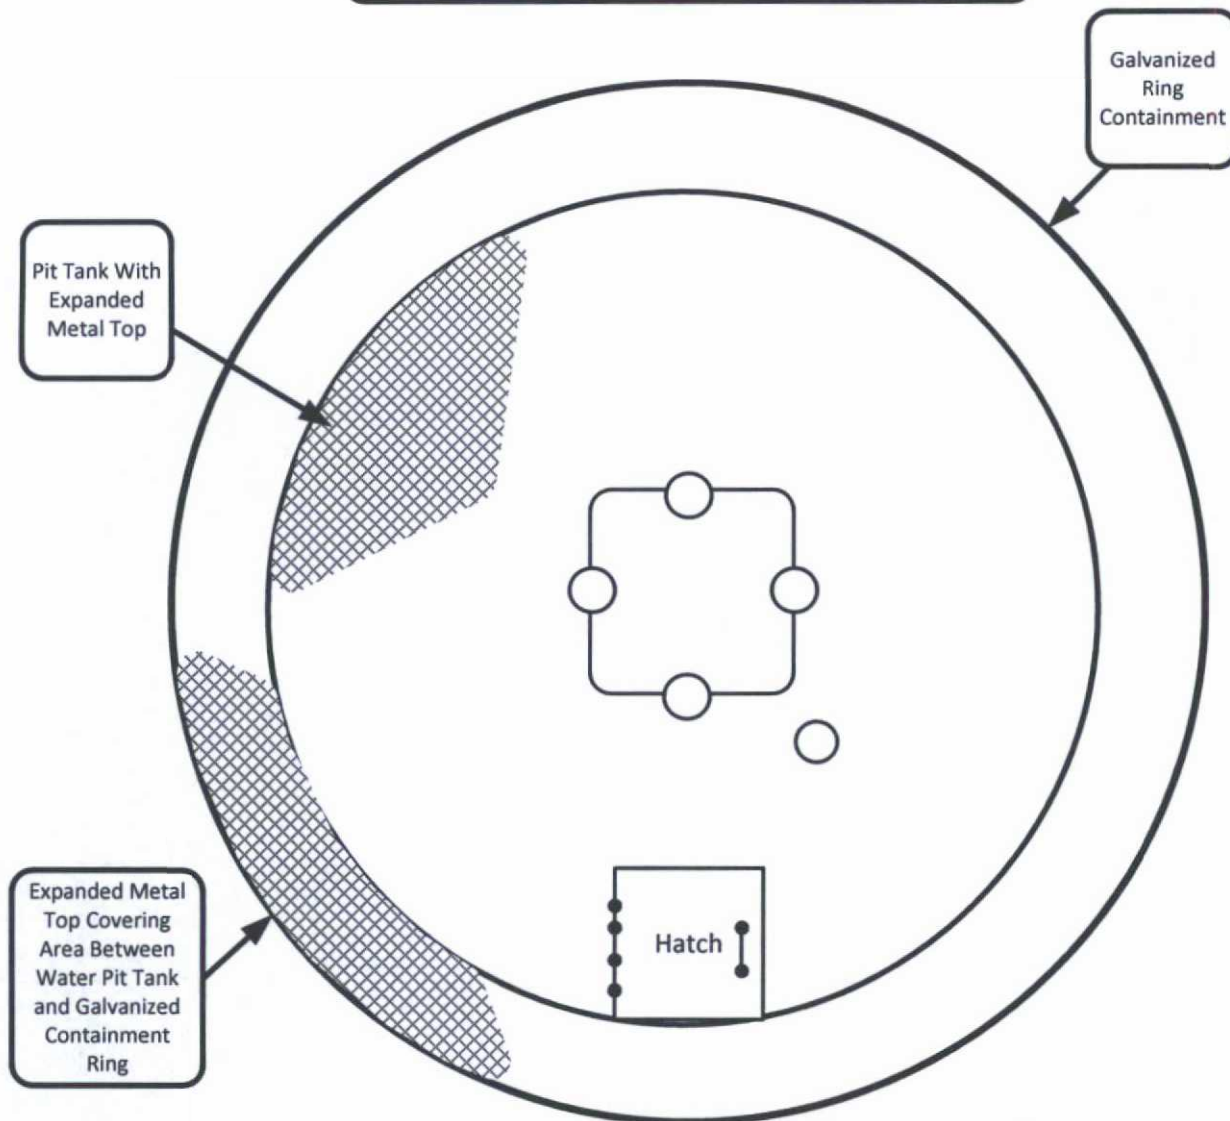 Galvanized
Ring
Containment
Pit Tank With
Expanded
Metal Top
Expanded Metal
Top Covering
Area Between
Water Pit Tank
and Galvanized
Containment
Ring
Hatch